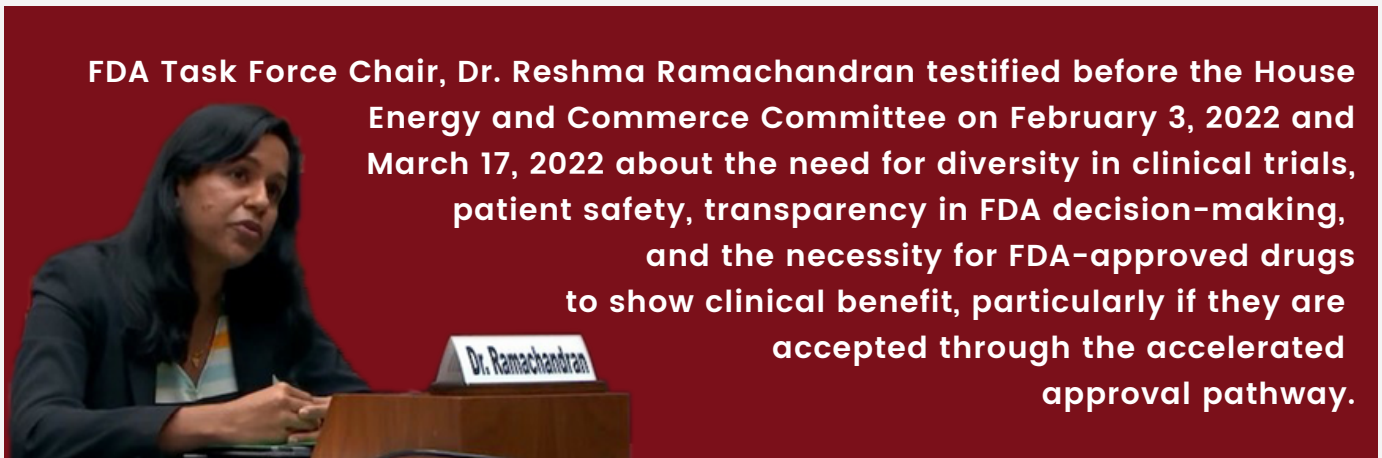 FDA Task Force Chair, Dr. Reshma Ramachandran testified before the House
Energy and Commerce Committee on February 3, 2022 and
March 17, 2022 about the need for diversity in clinical trials,
patient safety, transparency in FDA decision-making,
and the necessity for FDA-approved drugs
to show clinical benefit, particularly if they are
accepted through the accelerated
approval pathway.
Dr. Ramachandran